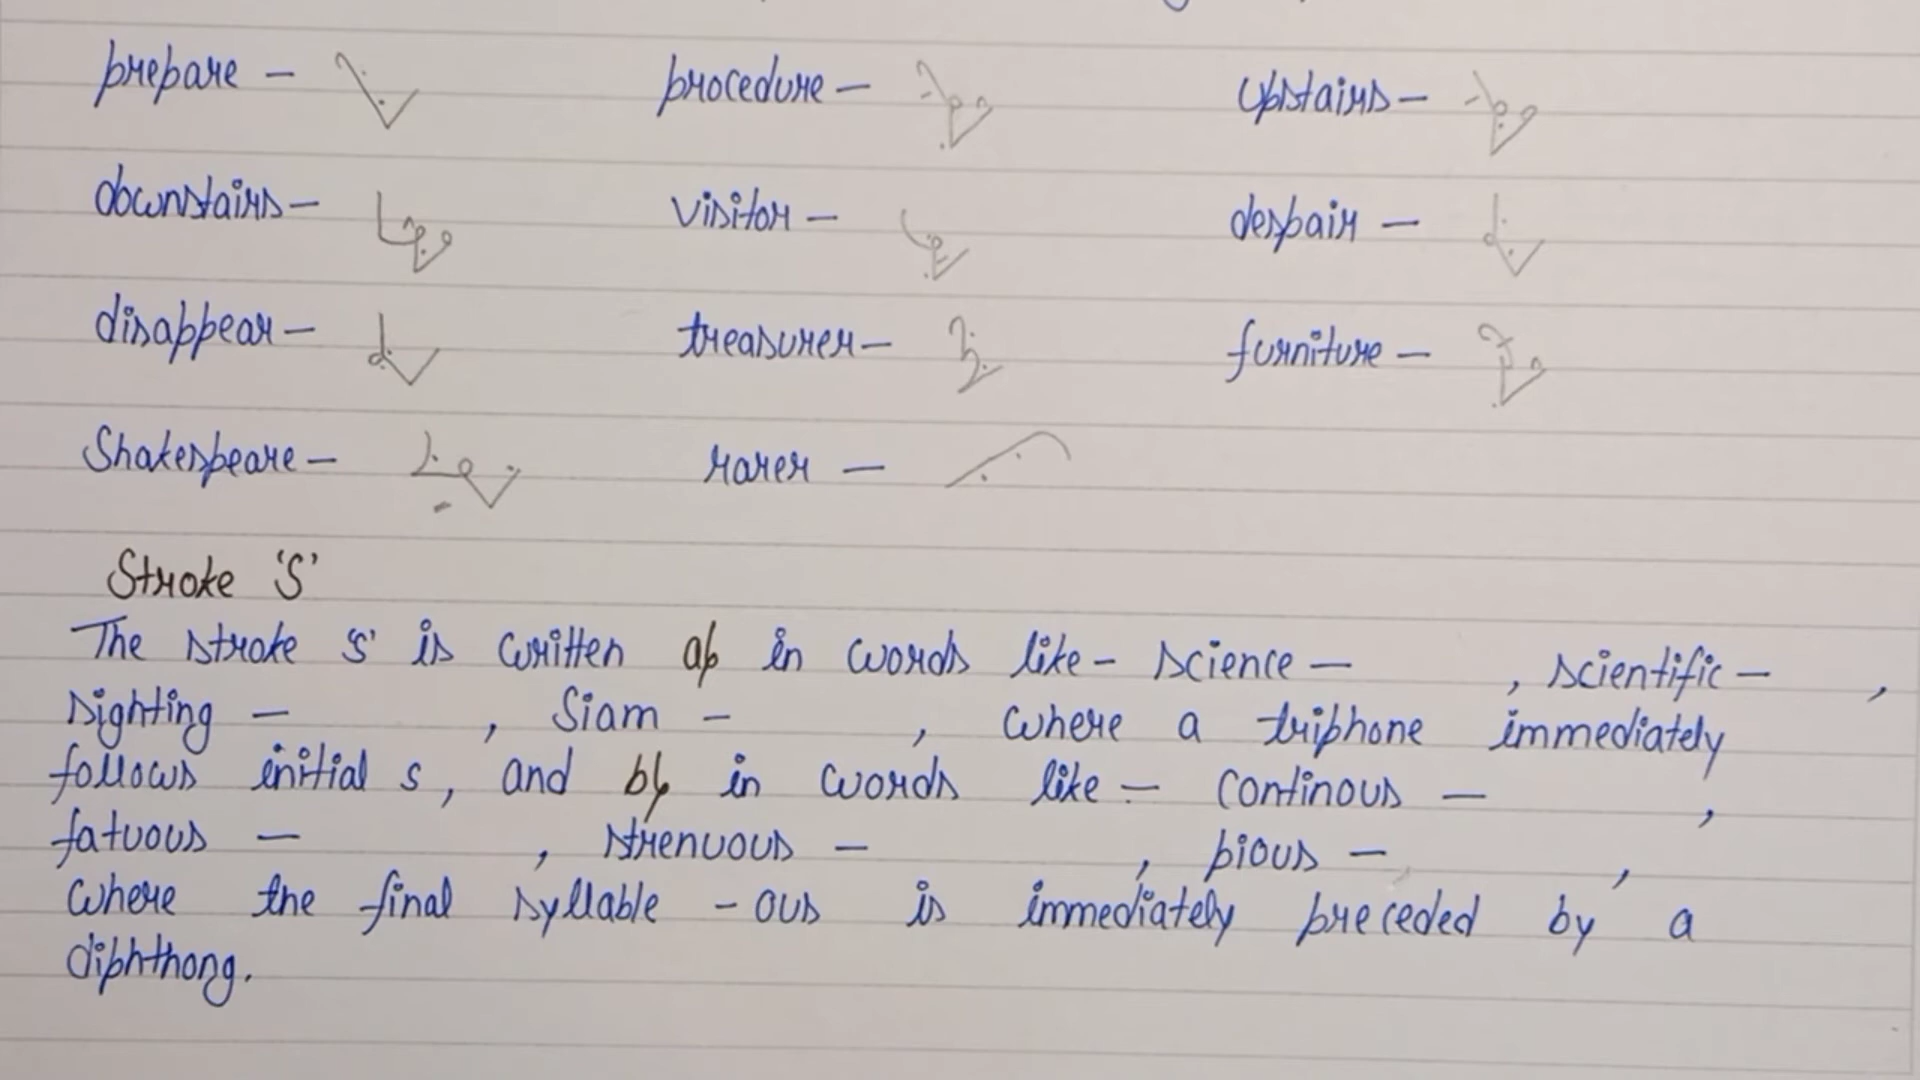 prepare – procedure – Upstairs –
downstairs – visitor – despair –
disappear – treasurer – furniture –
Shakespeare – rarer –
Stroke 'S'
The stroke 'S' is written a/ in words like – science – , scientific – ,
sighting – , Siam – , where a triphone immediately
follows initial s, and b/ in words like – continous – ,
fatuous – , strenuous – , pious – ,
where the final syllable – ous is immediately preceded by a
diphthong.